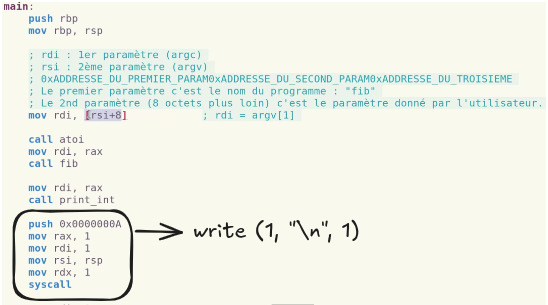 main:
push rbp
mov rbp, rsp
; rdi : 1er paramètre (argc)
; rsi : 2ème paramètre (argv)
; 0xADDRESSE_DU_PREMIER_PARAM0xADDRESSE_DU_SECOND_PARAM0xADDRESSE_DU_TROISIEME
; Le premier paramètre c'est le nom du programme : "fib"
; Le 2nd paramètre (8 octets plus loin) c'est le paramètre donné par l'utilisateur.
mov rdi, [rsi+8] ; rdi = argv[1]
call atoi
mov rdi, rax
call fib
mov rdi, rax
call print_int
push 0x0000000A
mov rax, 1
mov rdi, 1
mov rsi, rsp
mov rdx, 1
syscall
write (1, "\n", 1)